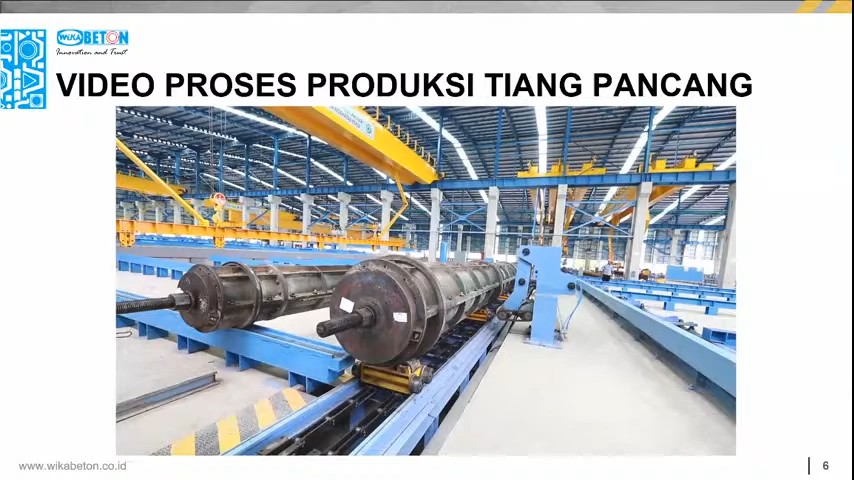 WIKA BETON
Innovation and Trust
VIDEO PROSES PRODUKSI TIANG PANCANG
www.wikabeton.co.id
6